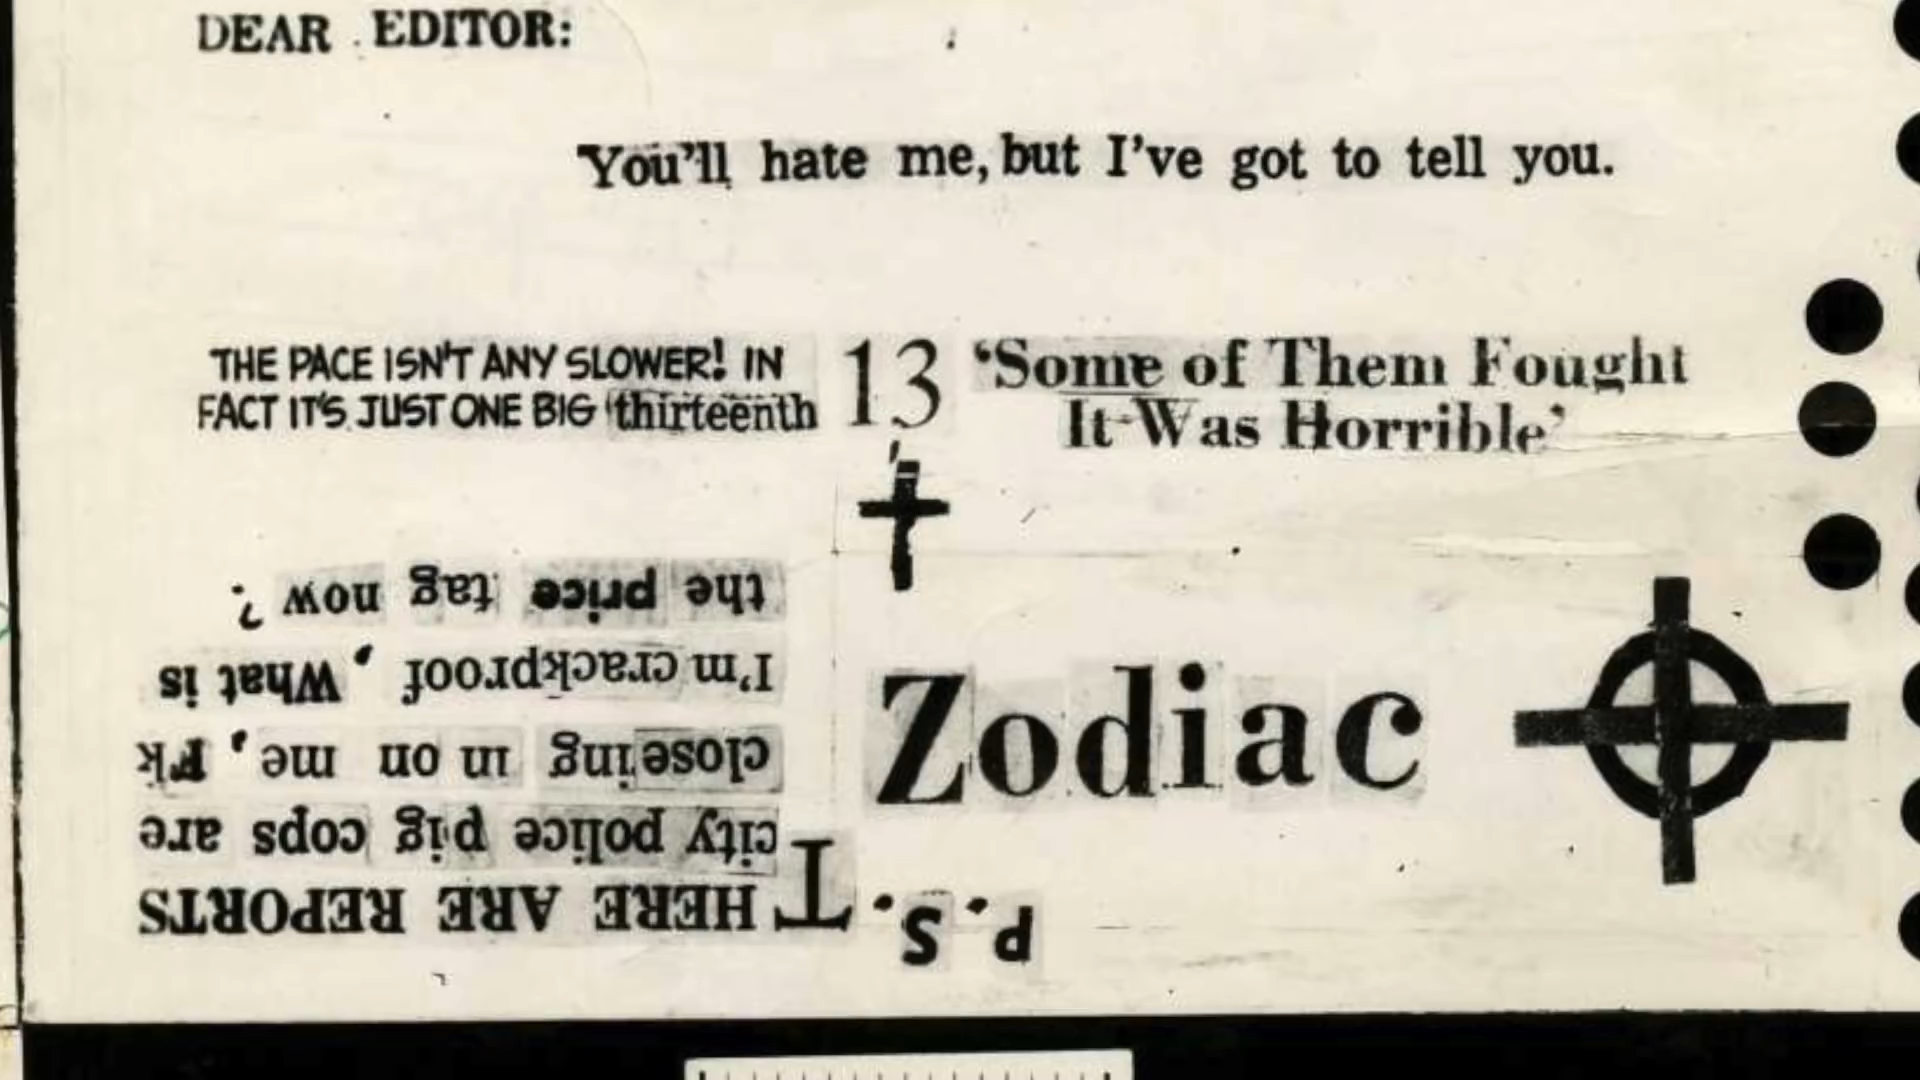 DEAR EDITOR:
You'll hate me, but I've got to tell you.
THE PACE ISN'T ANY SLOWER! IN
FACT IT'S JUST ONE BIG thirteenth
13
'Some of Them Fought
It Was Horrible'
Zodiac
P.S. THERE ARE REPORTS
city police pig cops are
closeing in on me, Fk
I'm crackproof, What is
the price tag now?